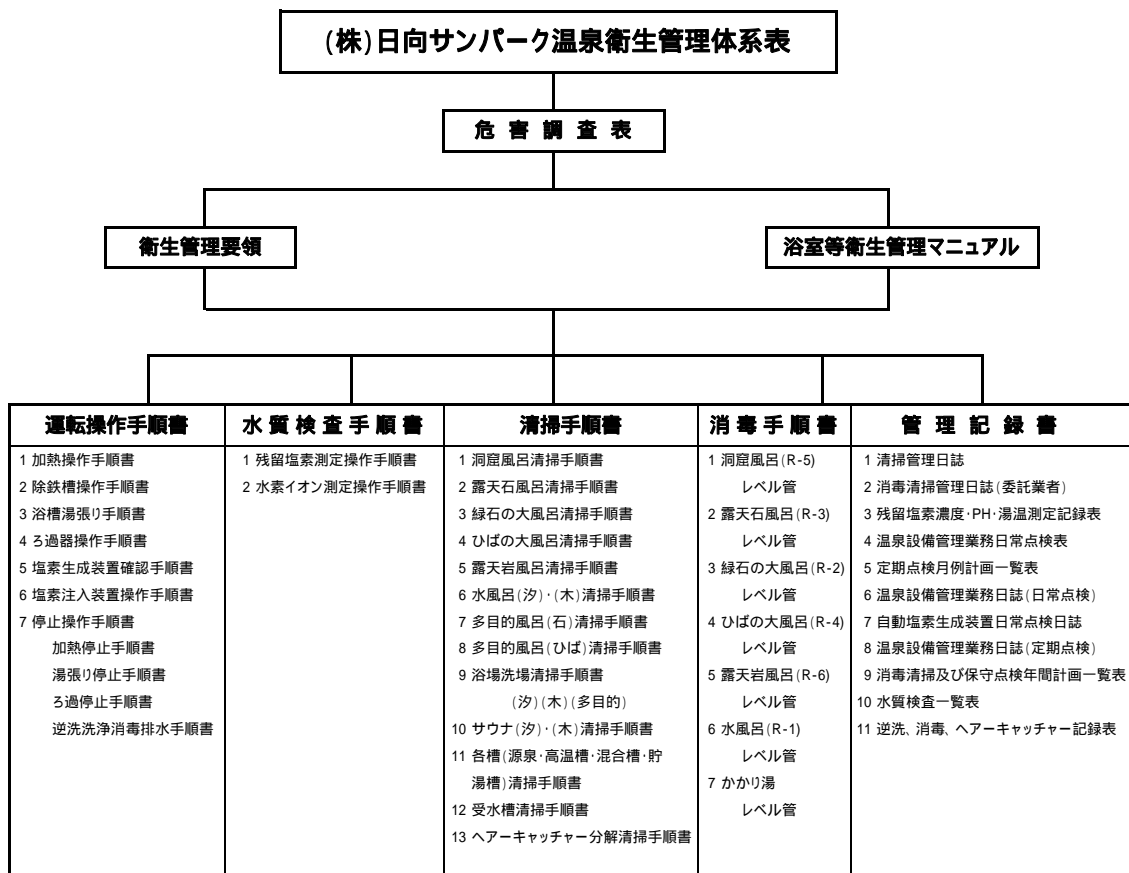 (株)日向サンパーク温泉衛生管理体系表
危害調査表
衛生管理要領
浴室等衛生管理マニュアル
運転操作手順書
1 加熱操作手順書
2 除鉄槽操作手順書
3 浴槽湯張り手順書
4 ろ過器操作手順書
5 塩素生成装置確認手順書
6 塩素注入装置操作手順書
7 停止操作手順書
加熱停止手順書
湯張り停止手順書
ろ過停止手順書
逆洗洗浄消毒排水手順書
水質検査手順書
1 残留塩素測定操作手順書
2 水素イオン測定操作手順書
清掃手順書
1 洞窟風呂清掃手順書
2 露天石風呂清掃手順書
3 緑石の大風呂清掃手順書
4 ひばの大風呂清掃手順書
5 露天岩風呂清掃手順書
6 水風呂(汐)・(木)清掃手順書
7 多目的風呂(石)清掃手順書
8 多目的風呂(ひば)清掃手順書
9 浴場洗場清掃手順書
(汐)(木)(多目的)
10 サウナ(汐)・(木)清掃手順書
11 各槽(源泉・高温槽・混合槽・貯
湯槽)清掃手順書
12 受水槽清掃手順書
13 ヘアーキャッチャー分解清掃手順書
消毒手順書
1 洞窟風呂(R-5)
レベル管
2 露天石風呂(R-3)
レベル管
3 緑石の大風呂(R-2)
レベル管
4 ひばの大風呂(R-4)
レベル管
5 露天岩風呂(R-6)
レベル管
6 水風呂(R-1)
レベル管
7 かかり湯
レベル管
管理記録書
1 清掃管理日誌
2 消毒清掃管理日誌(委託業者)
3 残留塩素濃度・PH・湯温測定記録表
4 温泉設備管理業務日常点検表
5 定期点検月例計画一覧表
6 温泉設備管理業務日誌(日常点検)
7 自動塩素生成装置日常点検日誌
8 温泉設備管理業務日誌(定期点検)
9 消毒清掃及び保守点検年間計画一覧表
10 水質検査一覧表
11 逆洗、消毒、ヘアーキャッチャー記録表